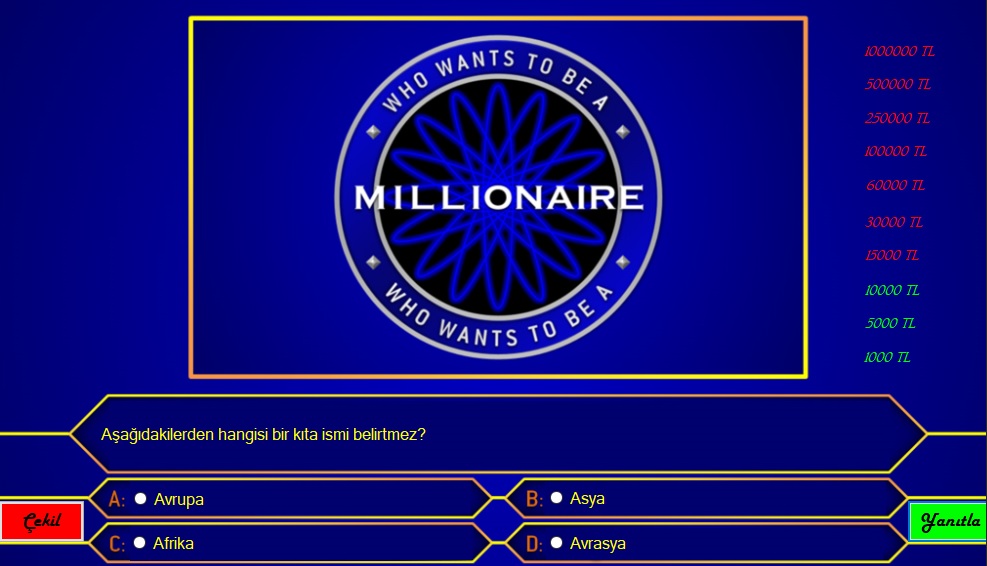 WHO WANTS TO BE A
MILLIONAIRE
WHO WANTS TO BE A
1000000 TL
500000 TL
250000 TL
100000 TL
60000 TL
30000 TL
15000 TL
10000 TL
5000 TL
1000 TL
Aşağıdakilerden hangisi bir kıta ismi belirtmez?
A: Avrupa
B: Asya
Çekil
Yanıtla
C: Afrika
D: Avrasya